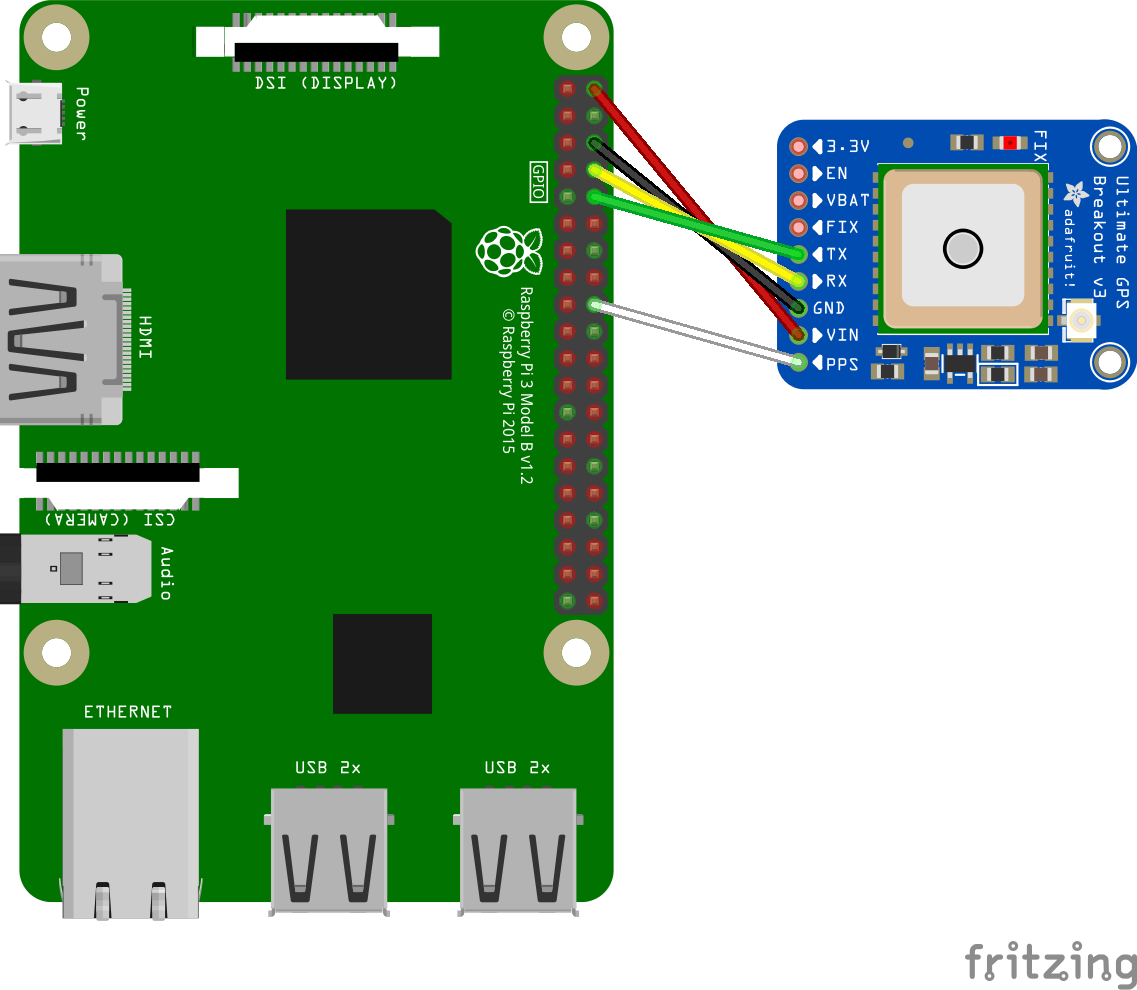 DSI (DISPLAY)
Power
GPIO
HDMI
Raspberry Pi 3 Model B v1.2
© Raspberry Pi 2015
CSI (CAMERA)
Audio
ETHERNET
USB 2x
USB 2x
3.3V
EN
VBAT
FIX
TX
RX
GND
VIN
PPS
FIX
Ultimate GPS
Breakout v3
adafruit!
fritzing